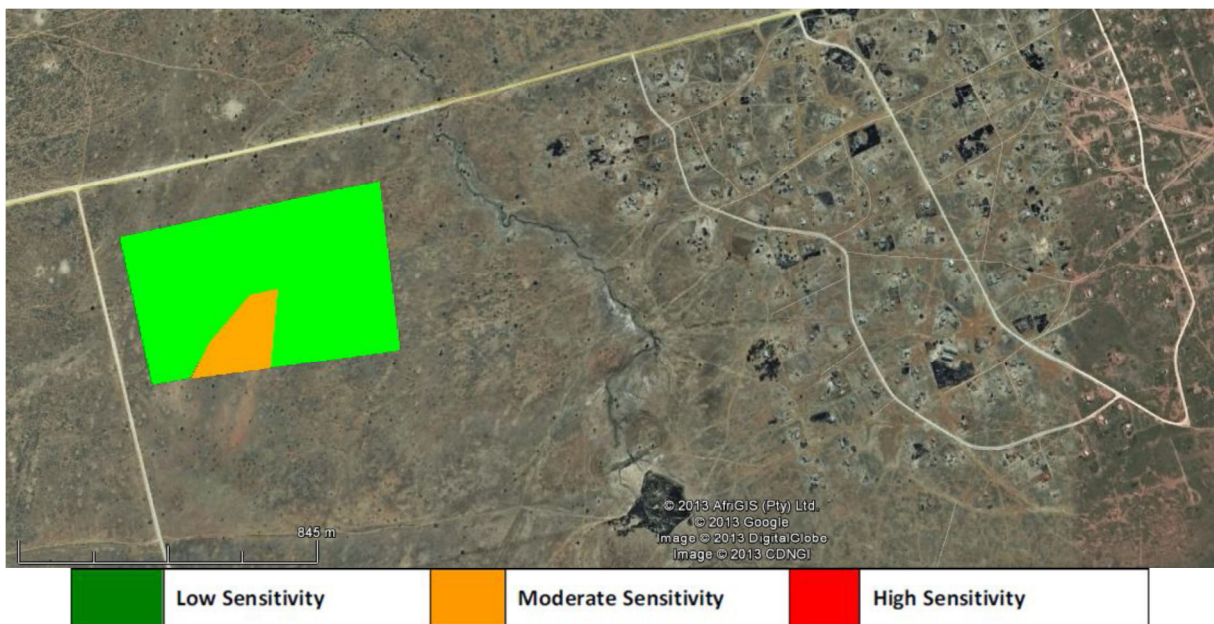 845 m
© 2013 AfriGIS (Pty) Ltd.
© 2013 Google
Image © 2013 DigitalGlobe
Image © 2013 CDNGI
Low Sensitivity
Moderate Sensitivity
High Sensitivity